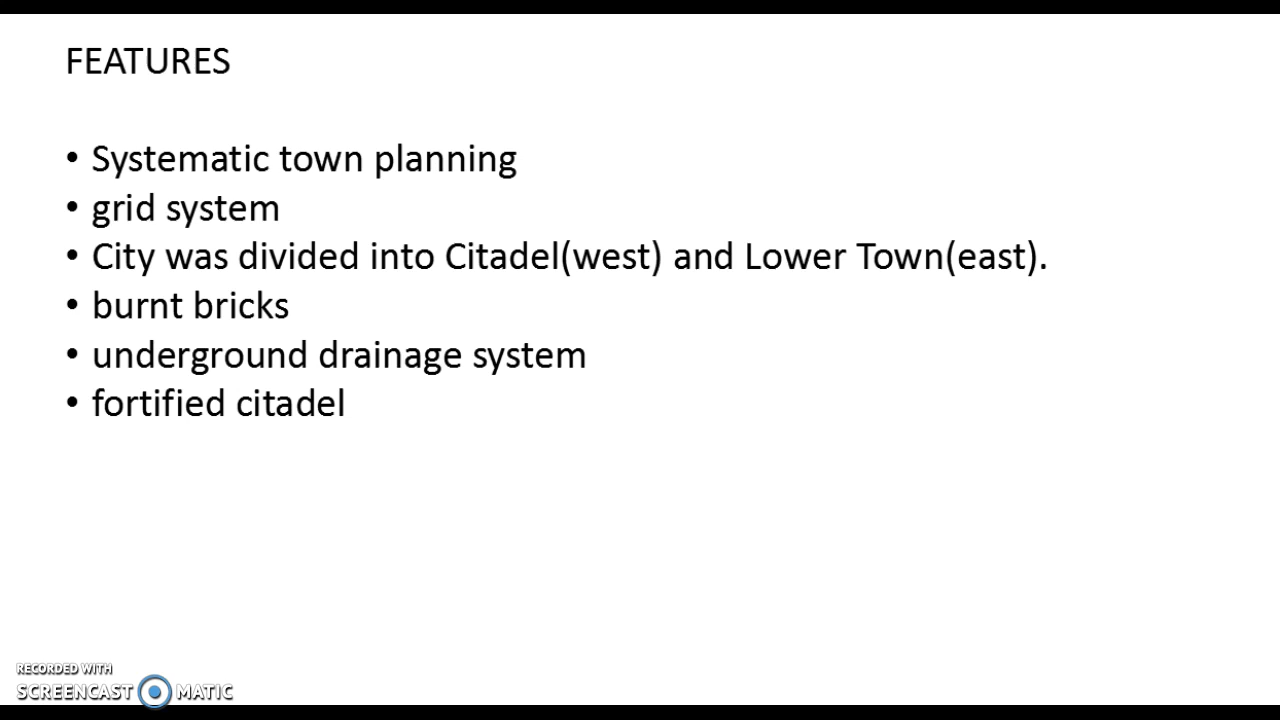 FEATURES
• Systematic town planning
• grid system
• City was divided into Citadel(west) and Lower Town(east).
• burnt bricks
• underground drainage system
• fortified citadel
RECORDED WITH
SCREENCAST MATIC